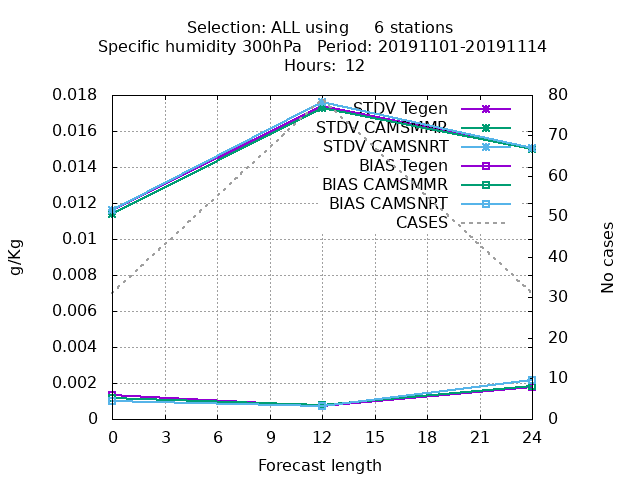 Selection: ALL using     6 stations
Specific humidity 300hPa   Period: 20191101-20191114
Hours: 12
0.018
0.016
0.014
0.012
0.01
0.008
0.006
0.004
0.002
0
g/Kg
STDV Tegen
STDV CAMSMMR
STDV CAMSNRT
BIAS Tegen
BIAS CAMSMMR
BIAS CAMSNRT
CASES
80
70
60
50
40
30
20
10
0
No cases
0 3 6 9 12 15 18 21 24
Forecast length